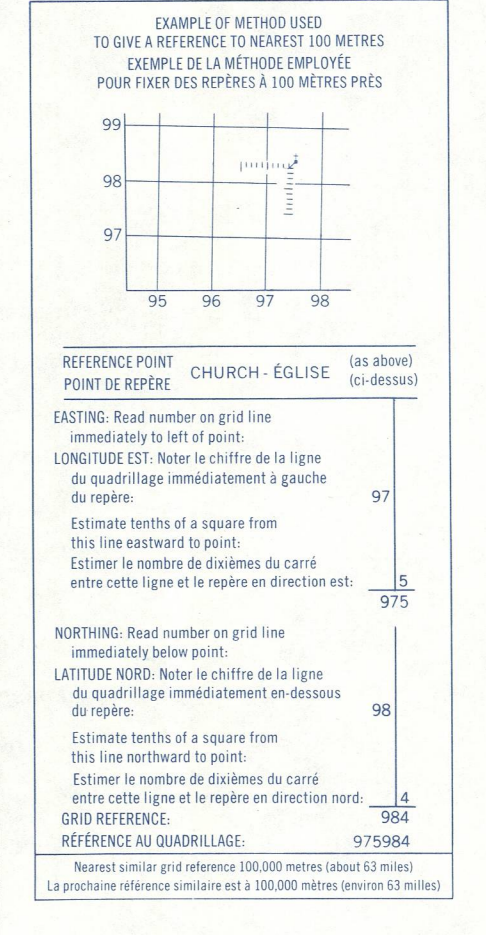 EXAMPLE OF METHOD USED
TO GIVE A REFERENCE TO NEAREST 100 METRES
EXEMPLE DE LA MÉTHODE EMPLOYÉE
POUR FIXER DES REPÈRES À 100 MÈTRES PRÈS
99
98
97
95 96 97 98
REFERENCE POINT
POINT DE REPÈRE
CHURCH - ÉGLISE
(as above)
(ci-dessus)
EASTING: Read number on grid line
immediately to left of point:
LONGITUDE EST: Noter le chiffre de la ligne
du quadrillage immédiatement à gauche
du repère: 97
Estimate tenths of a square from
this line eastward to point:
Estimer le nombre de dixièmes du carré
entre cette ligne et le repère en direction est: 5
975
NORTHING: Read number on grid line
immediately below point:
LATITUDE NORD: Noter le chiffre de la ligne
du quadrillage immédiatement en-dessous
du repère: 98
Estimate tenths of a square from
this line northward to point:
Estimer le nombre de dixièmes du carré
entre cette ligne et le repère en direction nord: 4
GRID REFERENCE: 984
RÉFÉRENCE AU QUADRILLAGE: 975984
Nearest similar grid reference 100,000 metres (about 63 miles)
La prochaine référence similaire est à 100,000 mètres (environ 63 milles)